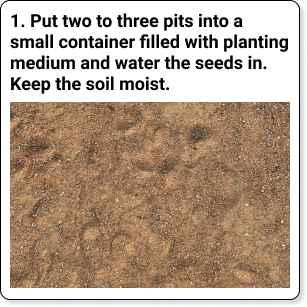 1. Put two to three pits into a
small container filled with planting
medium and water the seeds in.
Keep the soil moist.